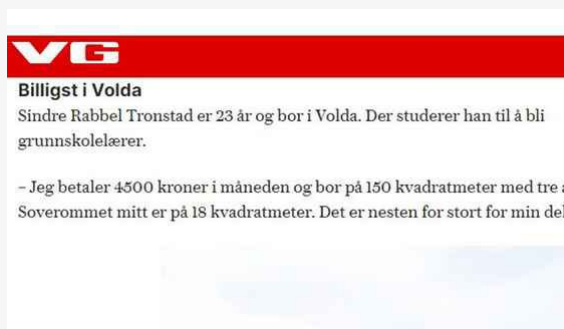 VG
Billigst i Volda
Sindre Rabbel Tronstad er 23 år og bor i Volda. Der studerer han til å bli
grunnskolelærer.
– Jeg betaler 4500 kroner i måneden og bor på 150 kvadratmeter med tre
Soverommet mitt er på 18 kvadratmeter. Det er nesten for stort for min